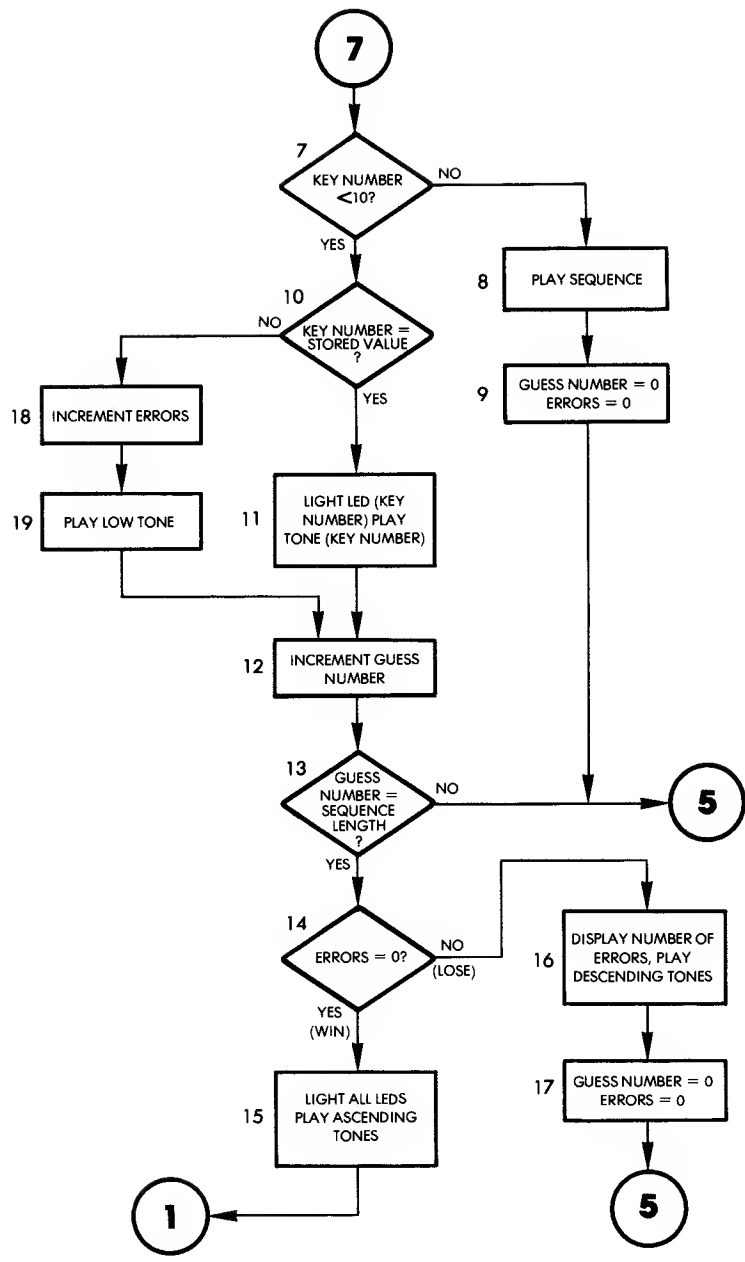 7
7
KEY NUMBER
<10?
NO
YES
8
PLAY SEQUENCE
10
KEY NUMBER =
STORED VALUE
?
NO
YES
9
GUESS NUMBER = 0
ERRORS = 0
18
INCREMENT ERRORS
19
PLAY LOW TONE
11
LIGHT LED (KEY
NUMBER) PLAY
TONE (KEY NUMBER)
12
INCREMENT GUESS
NUMBER
13
GUESS
NUMBER =
SEQUENCE
LENGTH
?
NO
5
YES
14
ERRORS = 0?
NO
(LOSE)
YES
(WIN)
16
DISPLAY NUMBER OF
ERRORS, PLAY
DESCENDING TONES
15
LIGHT ALL LEDS
PLAY ASCENDING
TONES
17
GUESS NUMBER = 0
ERRORS = 0
1
5